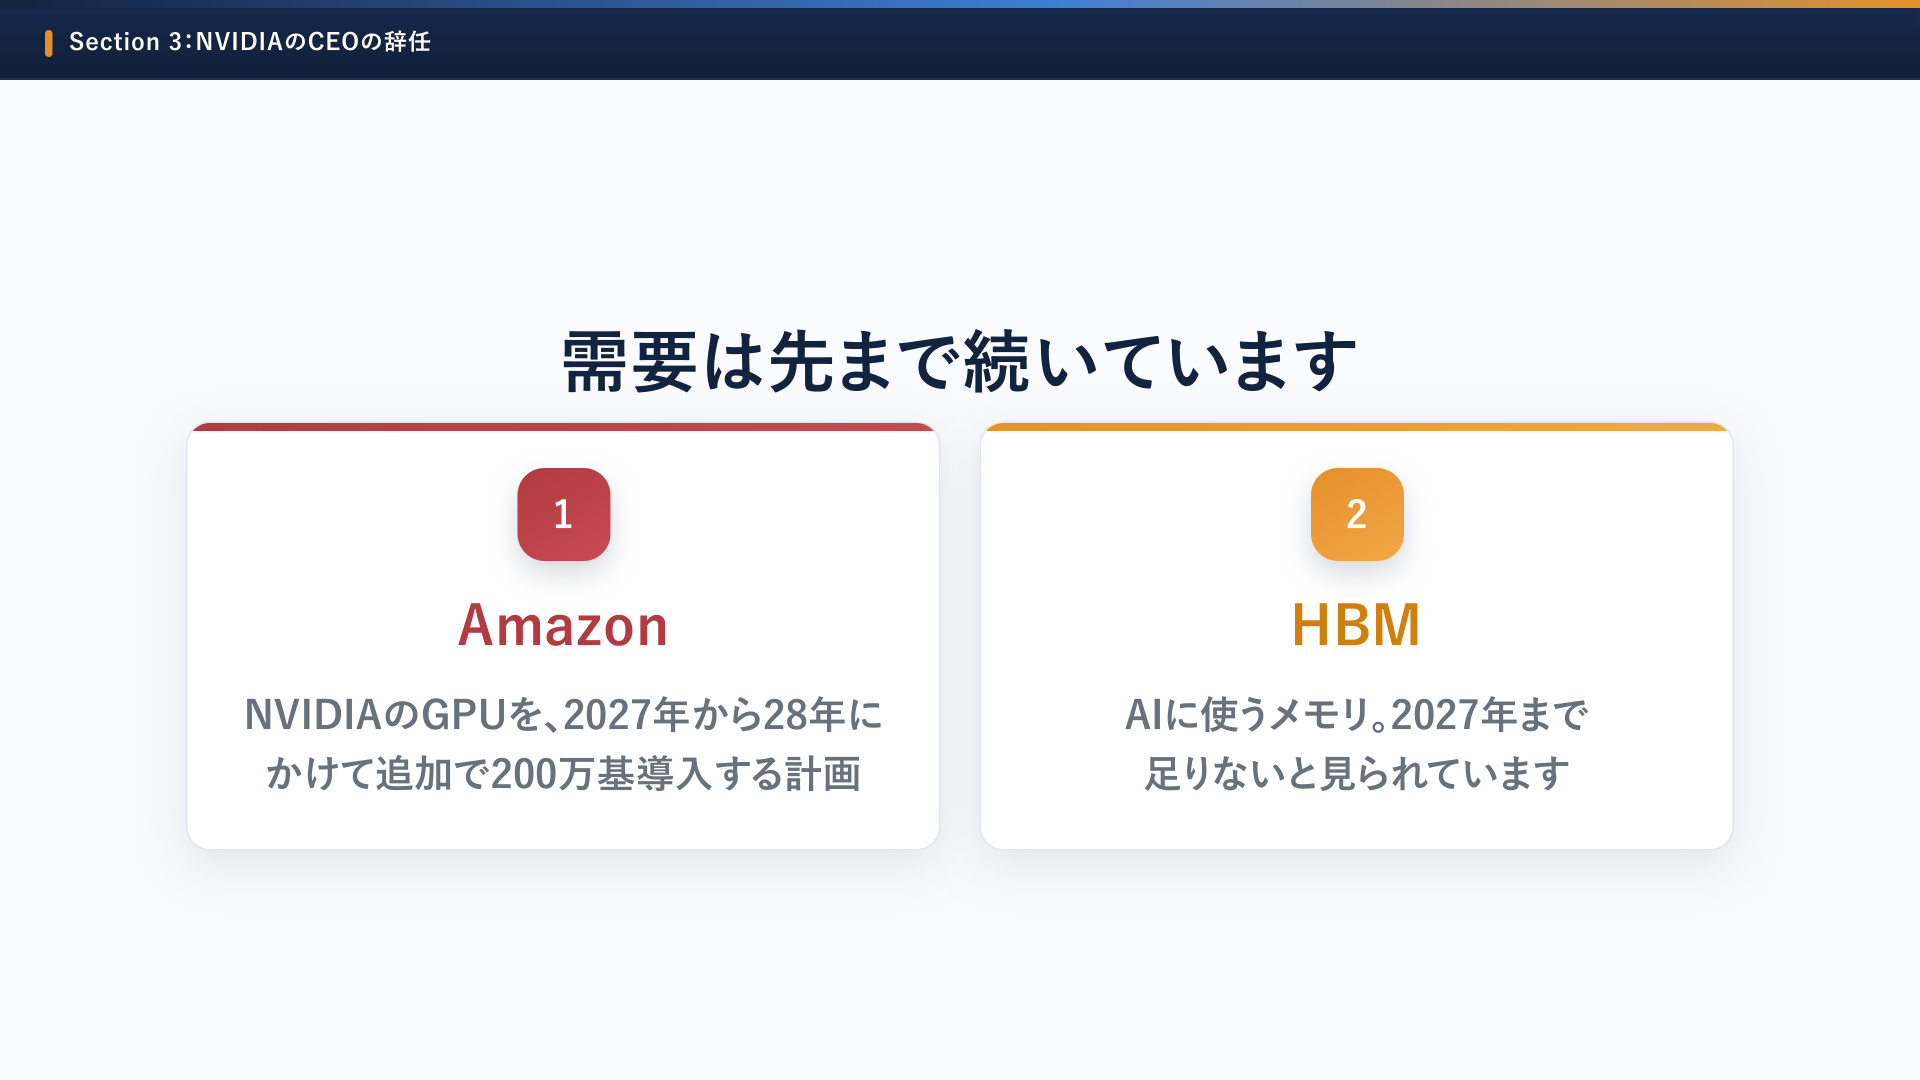 Section 3：NVIDIAのCEOの辞任
需要は先まで続いています
1
Amazon
NVIDIAのGPUを、2027年から28年に
かけて追加で200万基導入する計画
2
HBM
AIに使うメモリ。2027年まで
足りないと見られています